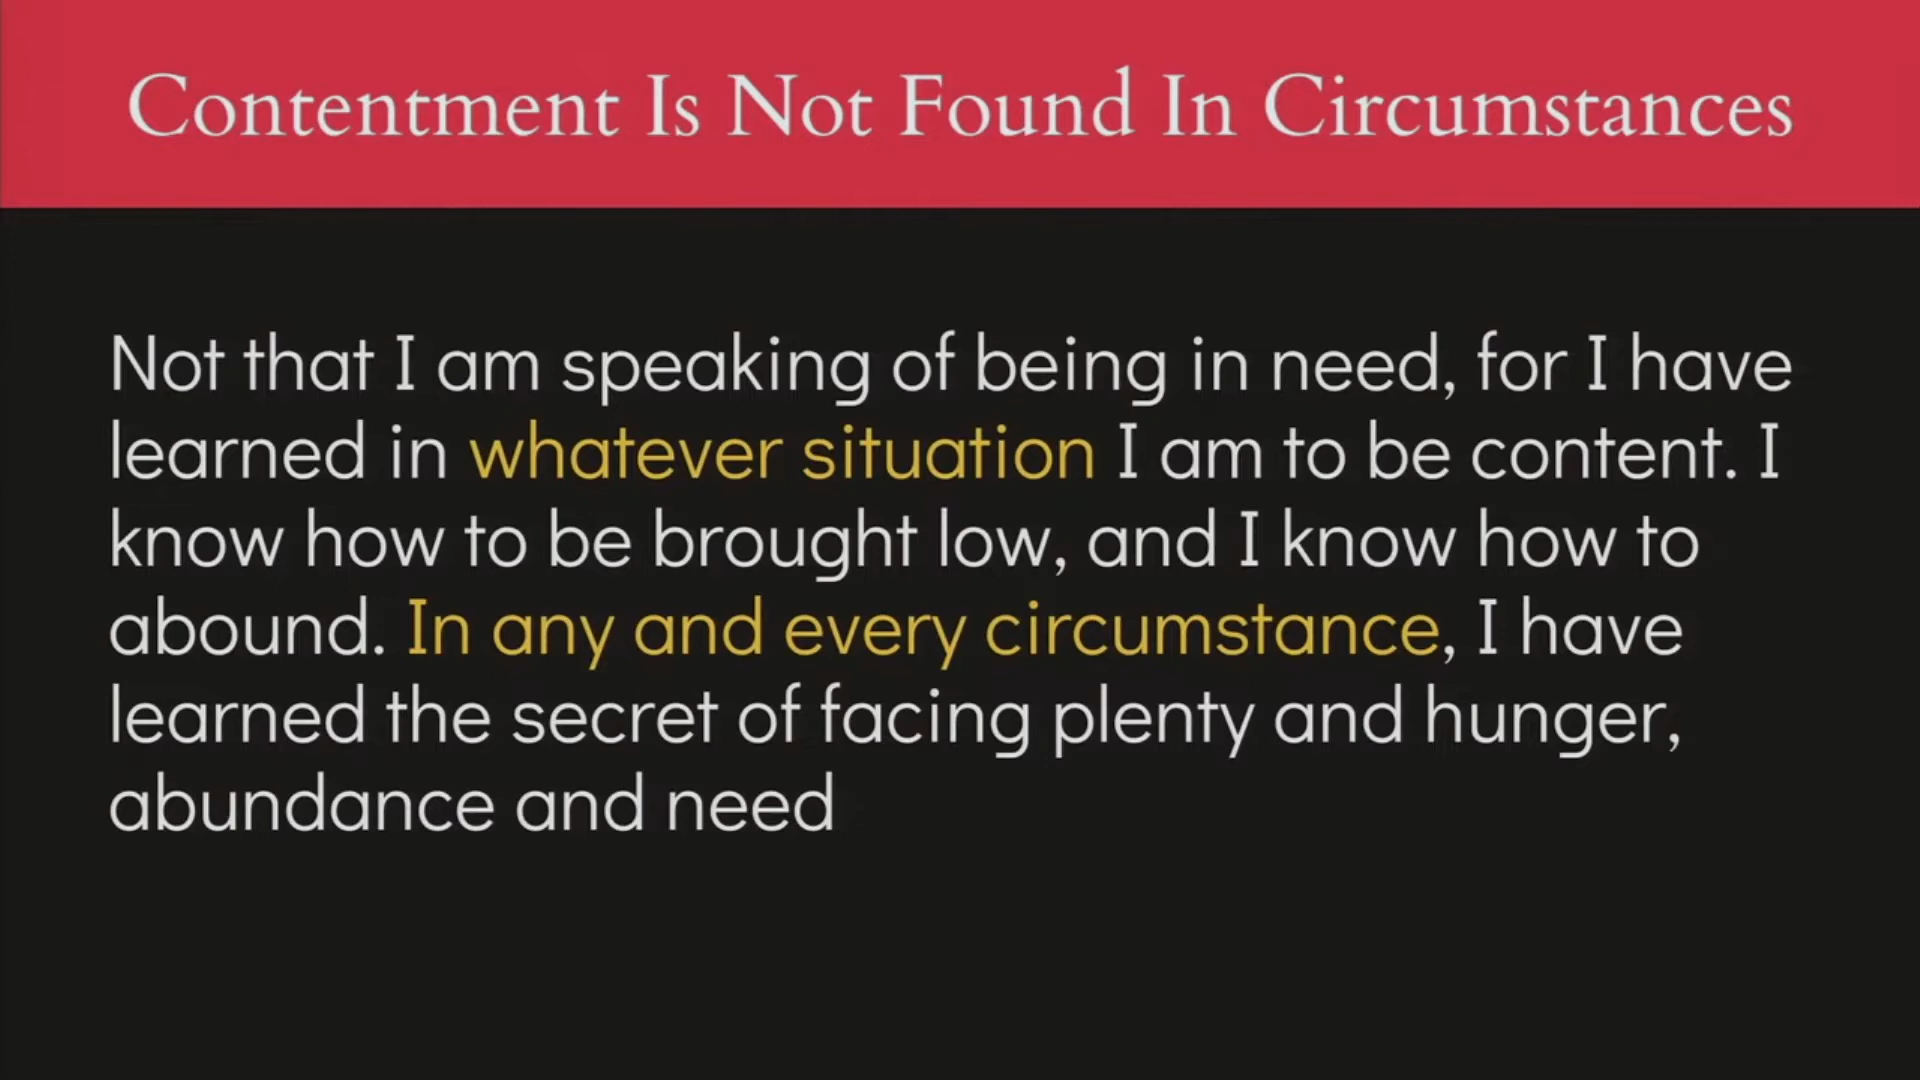 Contentment Is Not Found In Circumstances
Not that I am speaking of being in need, for I have
learned in whatever situation I am to be content. I
know how to be brought low, and I know how to
abound. In any and every circumstance, I have
learned the secret of facing plenty and hunger,
abundance and need